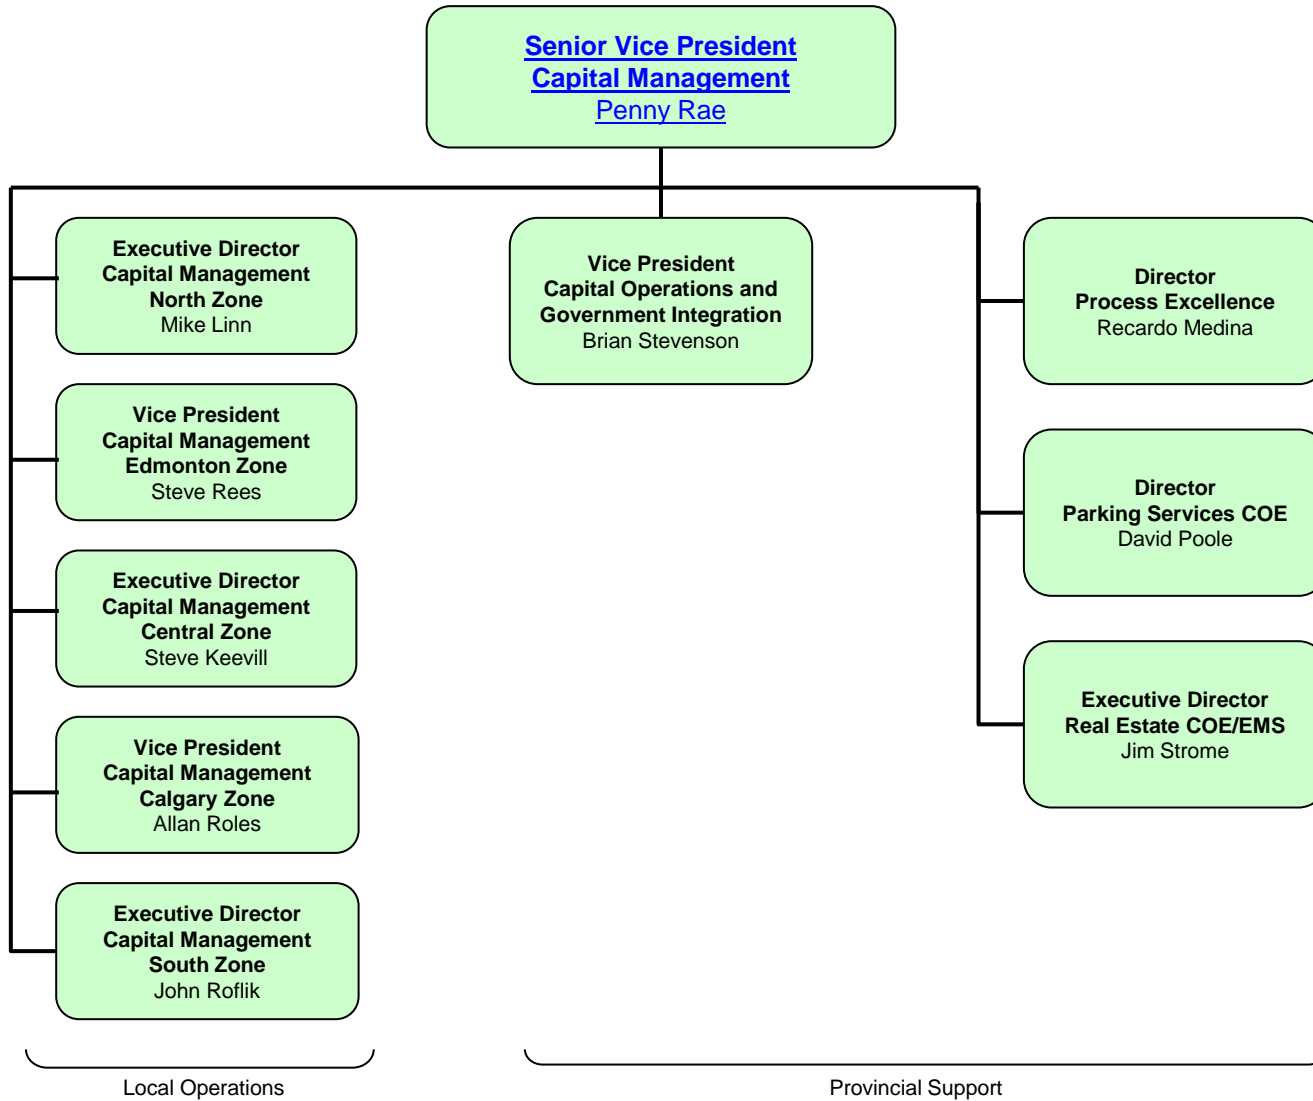 Senior Vice President
Capital Management
Penny Rae
Executive Director
Capital Management
North Zone
Mike Linn
Vice President
Capital Management
Edmonton Zone
Steve Rees
Executive Director
Capital Management
Central Zone
Steve Keevill
Vice President
Capital Management
Calgary Zone
Allan Roles
Executive Director
Capital Management
South Zone
John Roflik
Local Operations
Vice President
Capital Operations and
Government Integration
Brian Stevenson
Director
Process Excellence
Recardo Medina
Director
Parking Services COE
David Poole
Executive Director
Real Estate COE/EMS
Jim Strome
Provincial Support